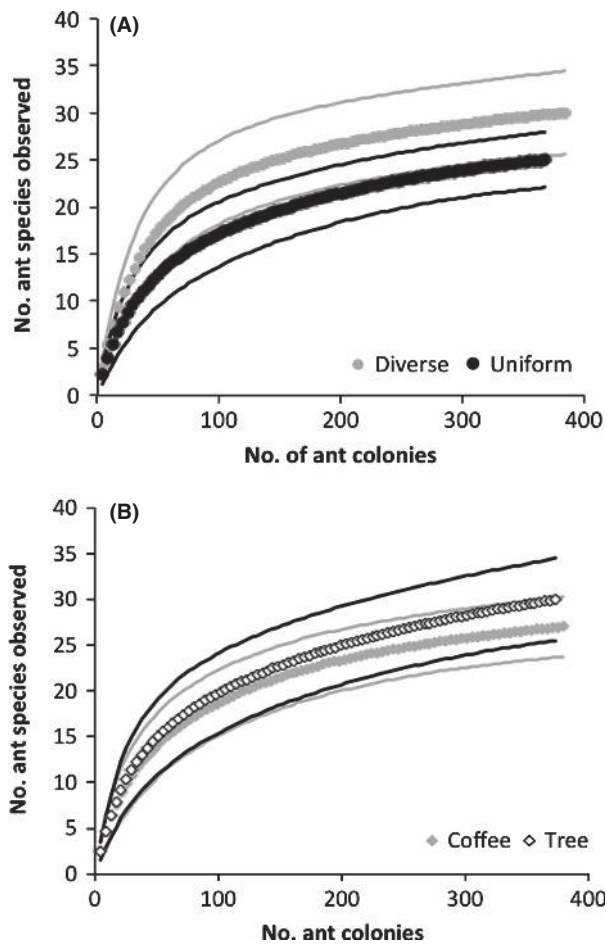 (A)
No. ant species observed
40
35
30
25
20
15
10
5
0
0 100 200 300 400
Diverse Uniform
No. of ant colonies
(B)
No. ant species observed
40
35
30
25
20
15
10
5
0
0 100 200 300 400
Coffee Tree
No. ant colonies